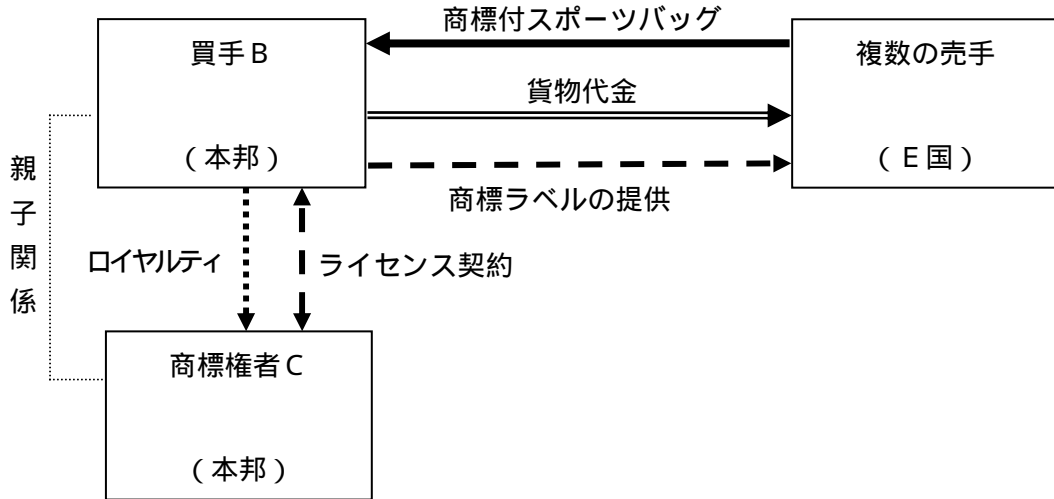 商標付スポーツバッグ
買手B
複数の売手
貨物代金
(本邦)
(E国)
商標ラベルの提供
親子関係
ロイヤルティ
ライセンス契約
商標権者C
(本邦)